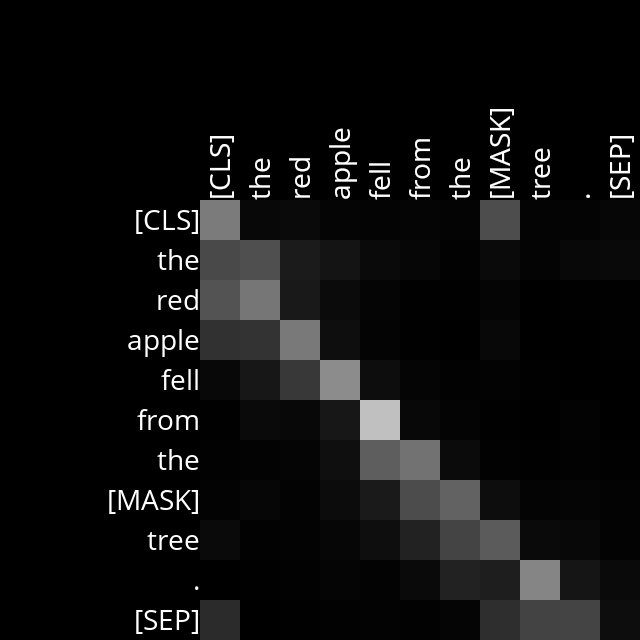 [CLS] the red apple fell from the [MASK] tree . [SEP]
[CLS]
the
red
apple
fell
from
the
[MASK]
tree
.
[SEP]